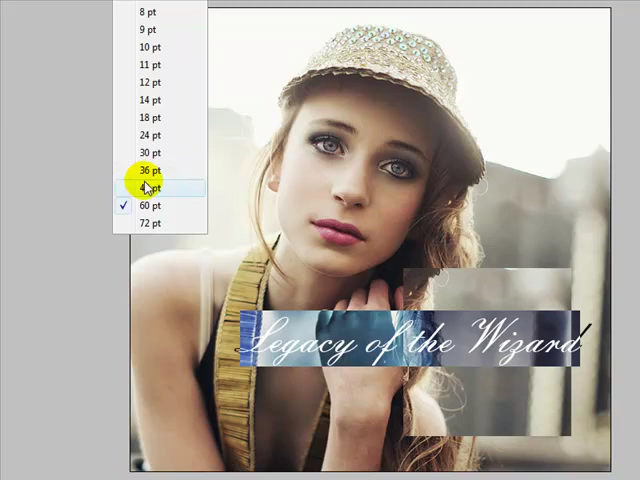 8 pt
9 pt
10 pt
11 pt
12 pt
14 pt
18 pt
24 pt
30 pt
36 pt
pt
60 pt
72 pt
Legacy of the Wizard